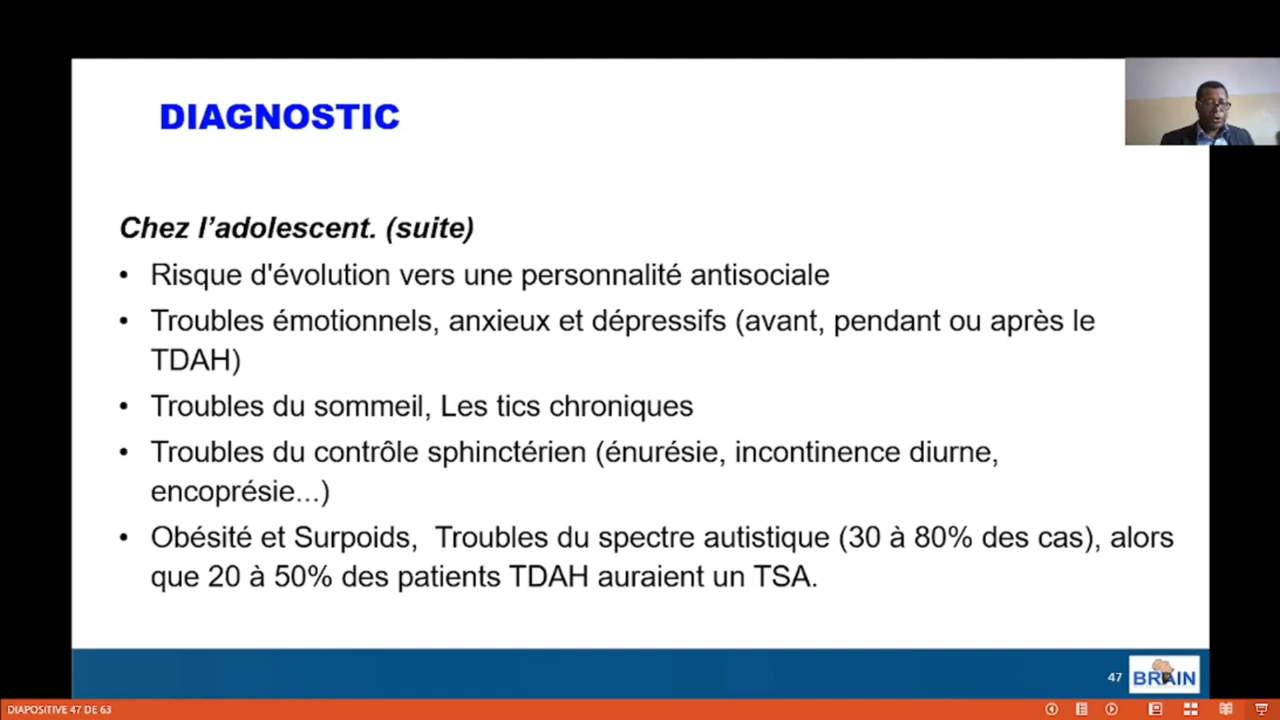 DIAGNOSTIC
Chez l’adolescent. (suite)
• Risque d'évolution vers une personnalité antisociale
• Troubles émotionnels, anxieux et dépressifs (avant, pendant ou après le
TDAH)
• Troubles du sommeil, Les tics chroniques
• Troubles du contrôle sphinctérien (énurésie, incontinence diurne,
encoprésie...)
• Obésité et Surpoids, Troubles du spectre autistique (30 à 80% des cas), alors
que 20 à 50% des patients TDAH auraient un TSA.
47
BRAIN
DIAPOSITIVE 47 DE 63